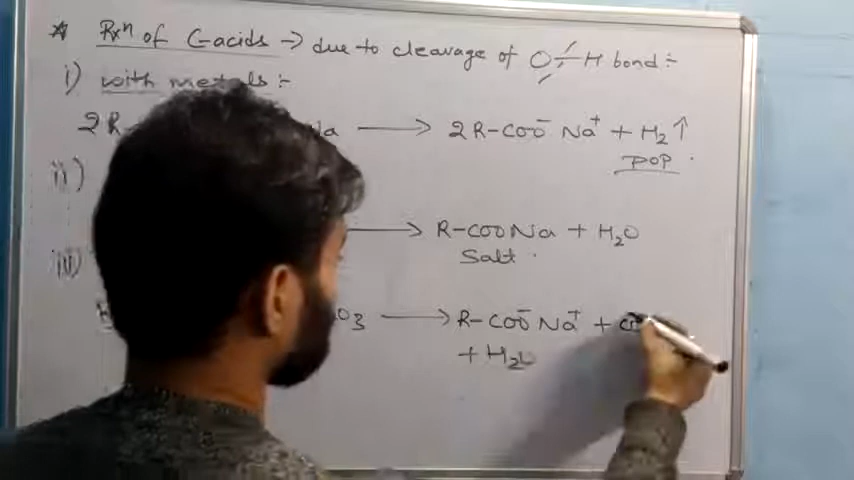 * Rxⁿ of C-acids → due to cleavage of O-H bond :-
i) with metals :-
2R- Na → 2R-COO⁻ Na⁺ + H₂ ↑
POP .
ii)
→ R-COONa + H₂O
Salt .
iii)
O₃ → R-COO⁻ Na⁺ +
+ H₂O